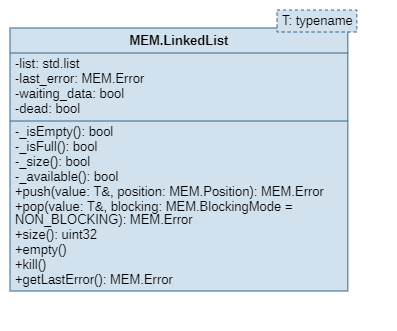 T: typename
MEM.LinkedList
-list: std.list
-last_error: MEM.Error
-waiting_data: bool
-dead: bool
-_isEmpty(): bool
-_isFull(): bool
-_size(): bool
-_available(): bool
+push(value: T&, position: MEM.Position): MEM.Error
+pop(value: T&, blocking: MEM.BlockingMode =
NON_BLOCKING): MEM.Error
+size(): uint32
+empty()
+kill()
+getLastError(): MEM.Error